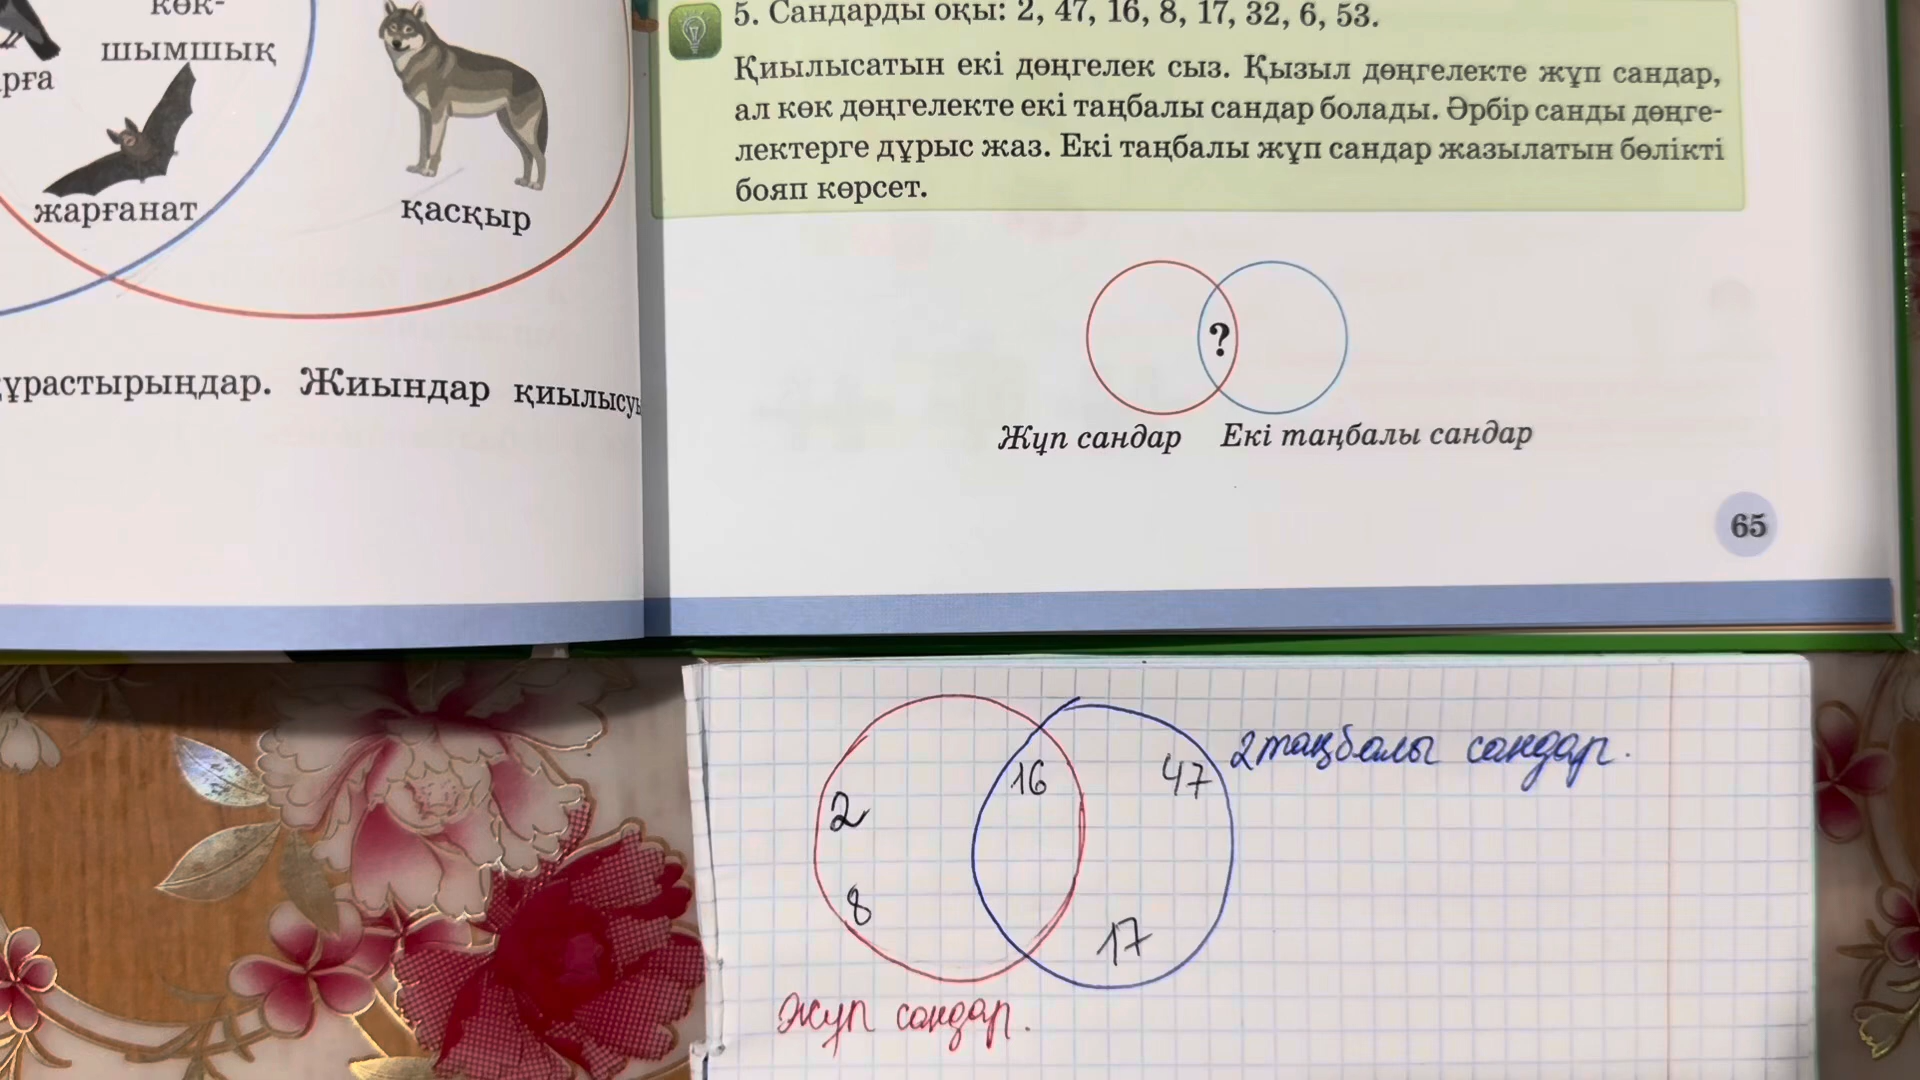 көк-
шымшық
рға
жарғанат
қасқыр
ұрастырыңдар. Жиындар қиылысу
5. Сандарды оқы: 2, 47, 16, 8, 17, 32, 6, 53.
Қиылысатын екі дөңгелек сыз. Қызыл дөңгелекте жұп сандар,
ал көк дөңгелекте екі таңбалы сандар болады. Әрбір санды дөңге-
лектерге дұрыс жаз. Екі таңбалы жұп сандар жазылатын бөлікті
бояп көрсет.
?
Жұп сандар Екі таңбалы сандар
65
2таңбалы сандар.
16 47
2
8
17
Жұп сандар.